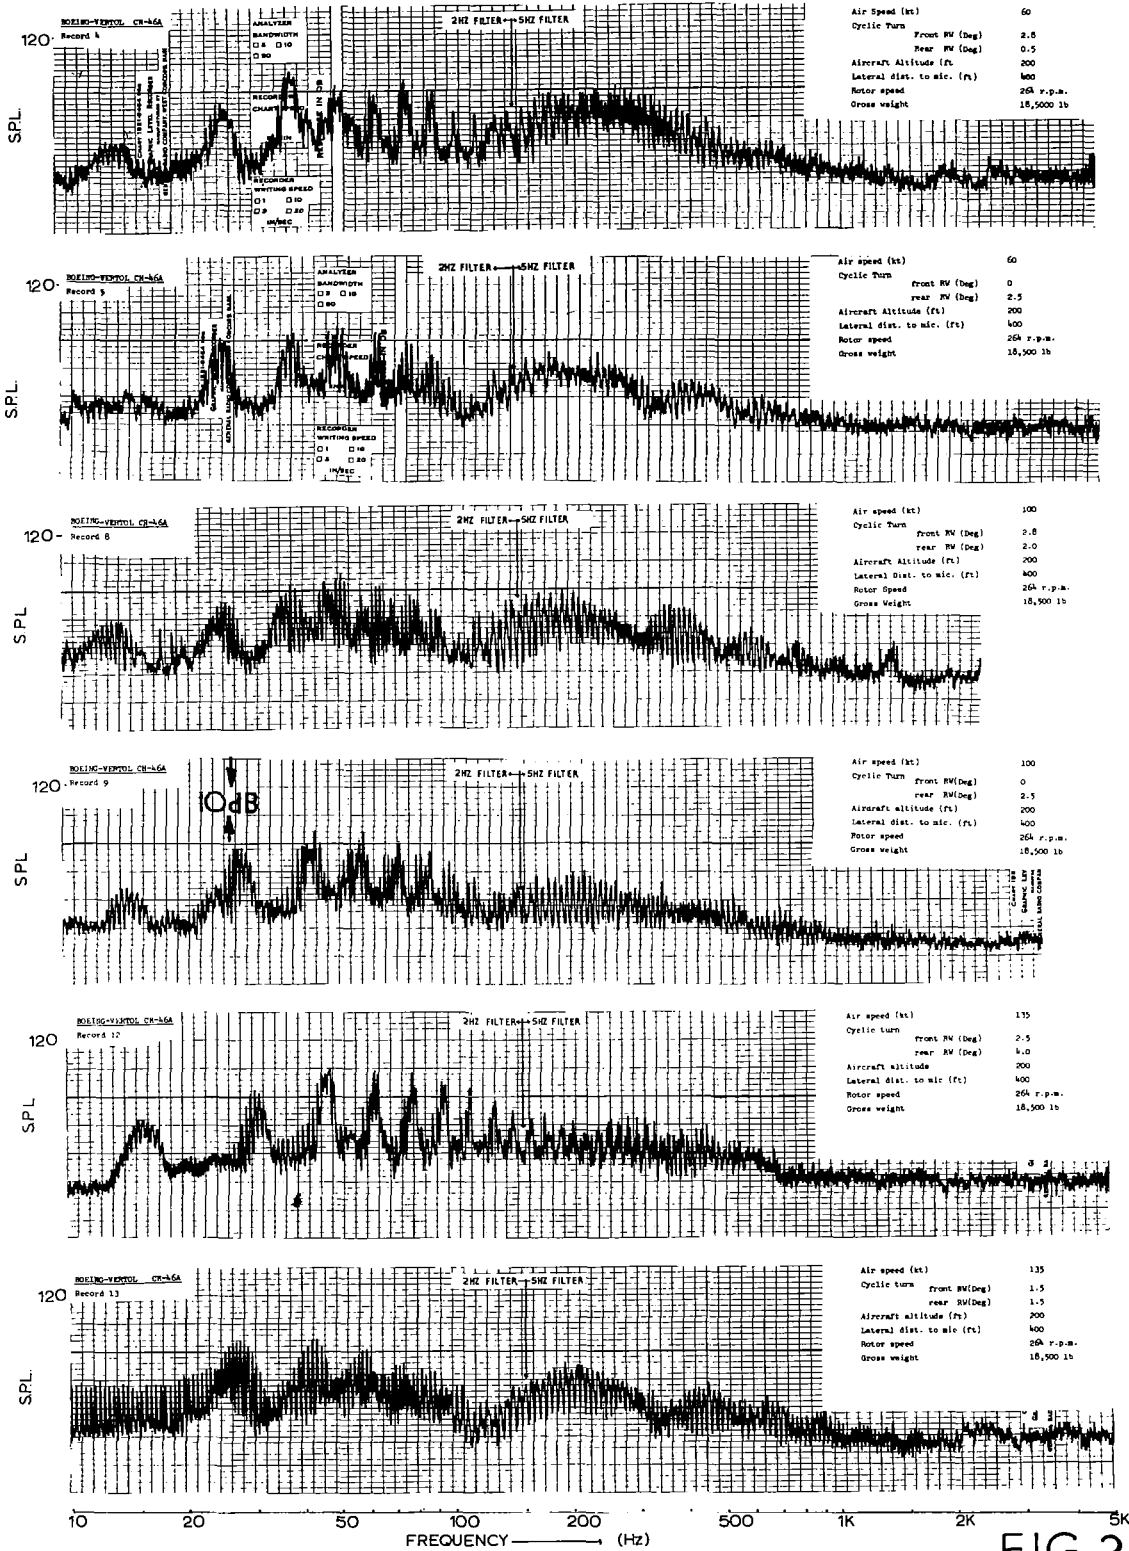 BOEING-VERTOL CH-46A
Record 4
120
S.P.L.
ANALYZER
BANDWIDTH
RECORDER
WRITING SPEED
□ 1 □ 10
□ 2 □ 20
IN/SEC
2HZ FILTER 5HZ FILTER
Air Speed (kt) 60
Cyclic Turn
Front RW (Deg) 2.8
Rear RW (Deg) 0.5
Aircraft Altitude (ft 200
Lateral dist. to mic. (ft) 400
Rotor speed 264 r.p.m.
Gross weight 18,5000 lb
BOEING-VERTOL CH-46A
Record 5
120
S.P.L.
ANALYZER
BANDWIDTH
RECORDER
WRITING SPEED
IN/SEC
2HZ FILTER 5HZ FILTER
Air speed (kt) 60
Cyclic Turn
front RW (Deg) 0
rear RW (Deg) 2.5
Aircraft Altitude (ft) 200
Lateral dist. to mic. (ft) 400
Rotor speed 264 r.p.m.
Gross weight 18,500 lb
BOEING-VERTOL CH-46A
Record 8
120
S.P.L
2HZ FILTER 5HZ FILTER
Air speed (kt) 100
Cyclic Turn
front RW (Deg) 2.8
rear RW (Deg) 2.0
Aircraft Altitude (ft) 200
Lateral Dist. to mic. (ft) 400
Rotor Speed 264 r.p.m.
Gross Weight 18,500 lb
BOEING-VERTOL CH-46A
Record 9
120
SPL
10dB
2HZ FILTER 5HZ FILTER
Air speed (kt) 100
Cyclic Turn
front RW(Deg) 0
rear RW(Deg) 2.5
Aircraft altitude (ft) 200
Lateral dist. to mic. (ft) 400
Rotor speed 264 r.p.m.
Gross weight 18,500 lb
BOEING-VERTOL CH-46A
Record 12
120
S.P.L
2HZ FILTER 5HZ FILTER
Air speed (kt) 135
Cyclic turn
front RW (Deg) 2.5
rear RW (Deg) 4.0
Aircraft altitude 200
Lateral dist. to mic (ft) 400
Rotor speed 264 r.p.m.
Gross weight 18,500 lb
BOEING-VERTOL CH-46A
Record 13
120
S.P.L.
2HZ FILTER 5HZ FILTER
Air speed (kt) 135
Cyclic turn
front RW(Deg) 1.5
rear RW(Deg) 1.5
Aircraft altitude (ft) 200
Lateral dist. to mic (ft) 400
Rotor speed 264 r.p.m.
Gross weight 18,500 lb
10 20 50 100 200 500 1K 2K 5K
FREQUENCY (Hz)
FIG 2